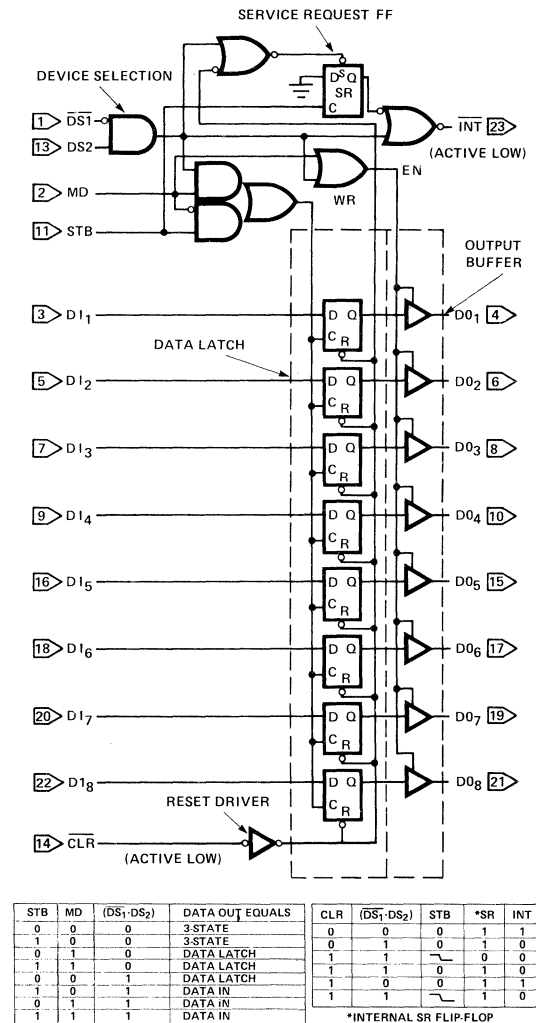 SERVICE REQUEST FF
DEVICE SELECTION
D S Q
SR
C
1 DS1
13 DS2
INT 23
(ACTIVE LOW)
EN
2 MD
WR
11 STB
OUTPUT
BUFFER
3 DI1 D Q C R DO1 4
DATA LATCH
5 DI2 D Q C R DO2 6
7 DI3 D Q C R DO3 8
9 DI4 D Q C R DO4 10
16 DI5 D Q C R DO5 15
18 DI6 D Q C R DO6 17
20 DI7 D Q C R DO7 19
22 D18 D Q C R DO8 21
RESET DRIVER
14 CLR
(ACTIVE LOW)
STB MD (DS1·DS2) DATA OUT EQUALS
0 0 0 3-STATE
1 0 0 3-STATE
0 1 0 DATA LATCH
1 1 0 DATA LATCH
0 0 1 DATA LATCH
1 0 1 DATA IN
0 1 1 DATA IN
1 1 1 DATA IN
CLR (DS1·DS2) STB *SR INT
0 0 0 1 1
0 1 0 1 0
1 1 0 0
1 1 0 1 0
1 0 0 1 1
1 1 1 0
*INTERNAL SR FLIP-FLOP